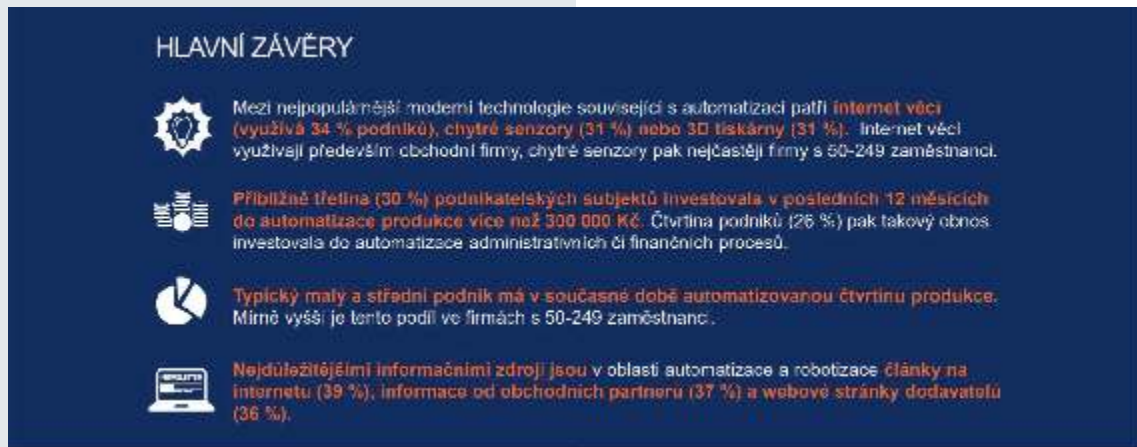 HLAVNÍ ZÁVĚRY
Mezi nejpopulárnější moderní technologie související s automatizací patří internet věcí
(využívá 34 % podniků), chytré senzory (31 %) nebo 3D tiskárny (31 %). Internet věcí
využívají především obchodní firmy, chytré senzory pak nejčastěji firmy s 50-249 zaměstnanci.
Přibližně třetina (30 %) podnikatelských subjektů investovala v posledních 12 měsících
do automatizace produkce více než 300 000 Kč. Čtvrtina podniků (26 %) pak takový obnos
investovala do automatizace administrativních či finančních procesů.
Typický malý a střední podnik má v současné době automatizovanou čtvrtinu produkce.
Mírně vyšší je tento podíl ve firmách s 50-249 zaměstnanci.
NEWSLETTER
Nejdůležitějšími informačními zdroji jsou v oblasti automatizace a robotizace články na
internetu (39 %), informace od obchodních partnerů (37 %) a webové stránky dodavatelů
(36 %).